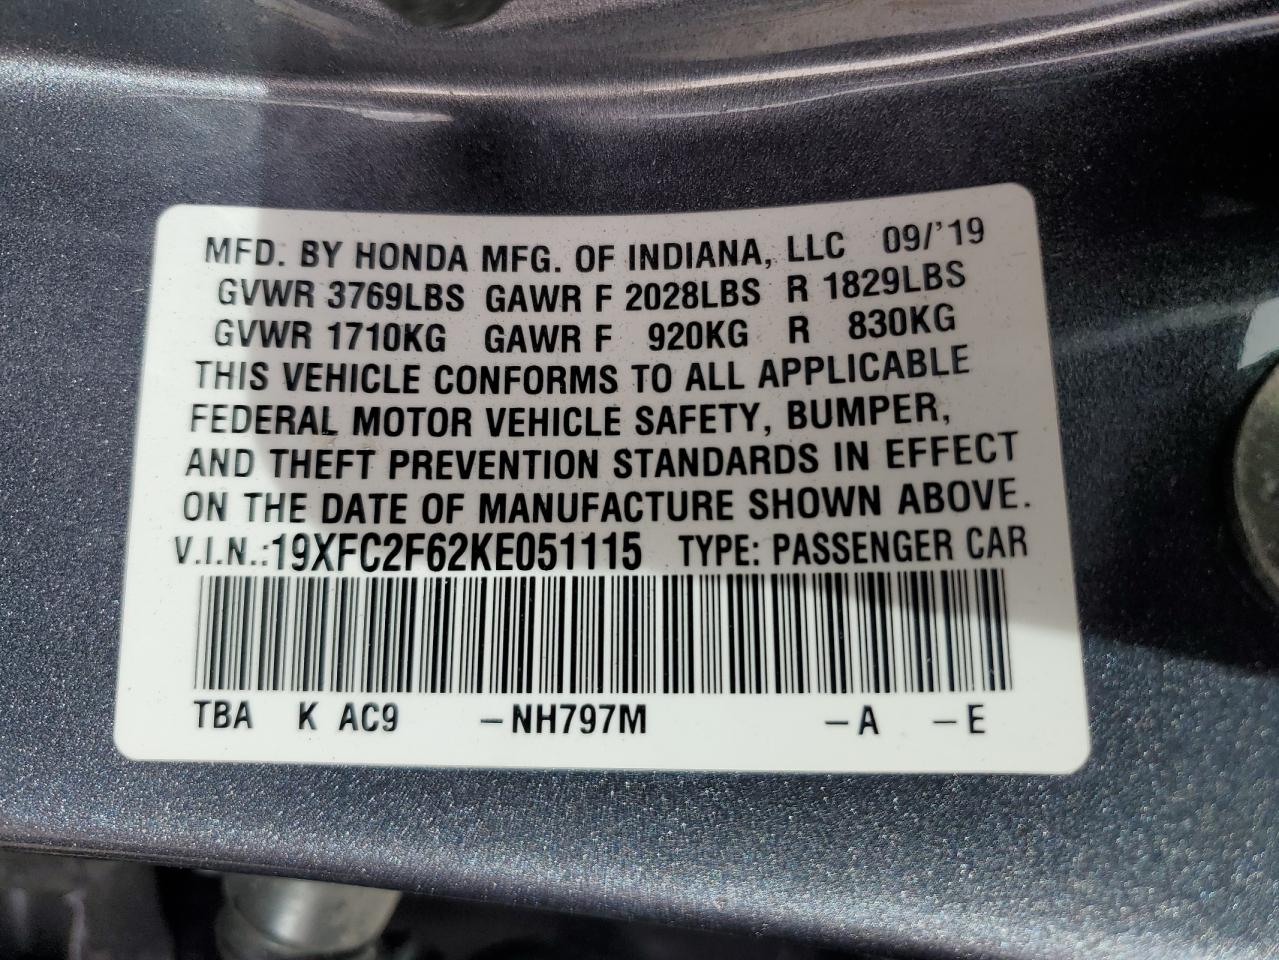 MFD. BY HONDA MFG. OF INDIANA, LLC 09/'19
GVWR 3769LBS GAWR F 2028LBS R 1829LBS
GVWR 1710KG GAWR F 920KG R 830KG
THIS VEHICLE CONFORMS TO ALL APPLICABLE
FEDERAL MOTOR VEHICLE SAFETY, BUMPER,
AND THEFT PREVENTION STANDARDS IN EFFECT
ON THE DATE OF MANUFACTURE SHOWN ABOVE.
V.I.N.:19XFC2F62KE051115 TYPE: PASSENGER CAR
TBA K AC9 –NH797M –A –E